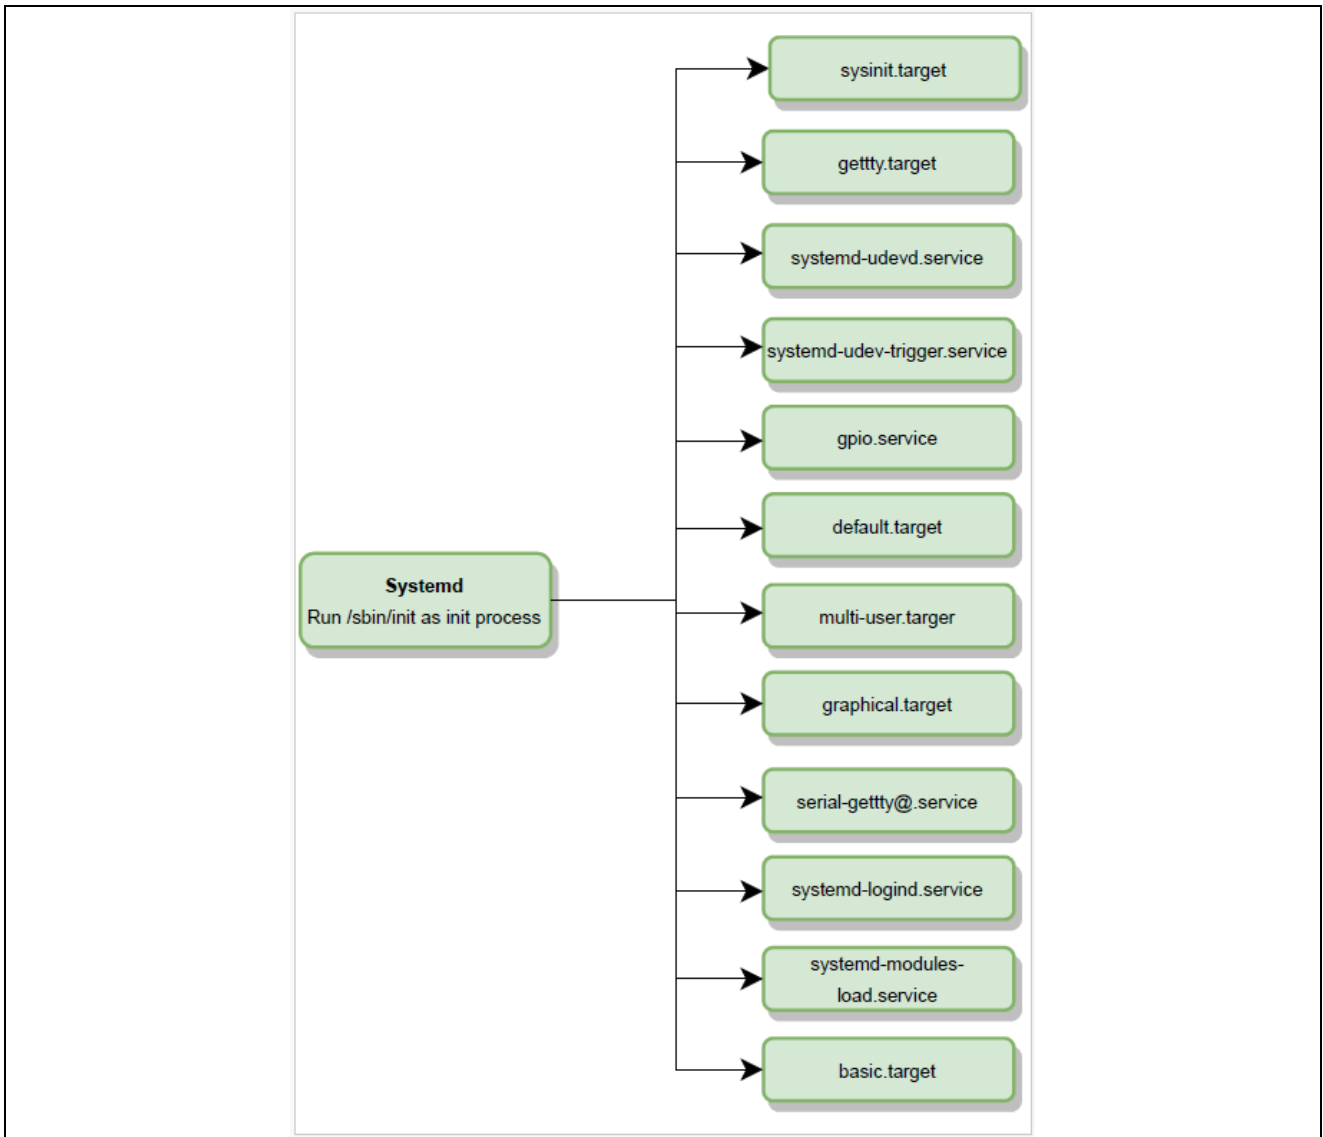 sysinit.target
gettty.target
systemd-udevd.service
systemd-udev-trigger.service
gpio.service
default.target
Systemd
Run /sbin/init as init process
multi-user.targer
graphical.target
serial-gettty@.service
systemd-logind.service
systemd-modules-
load.service
basic.target